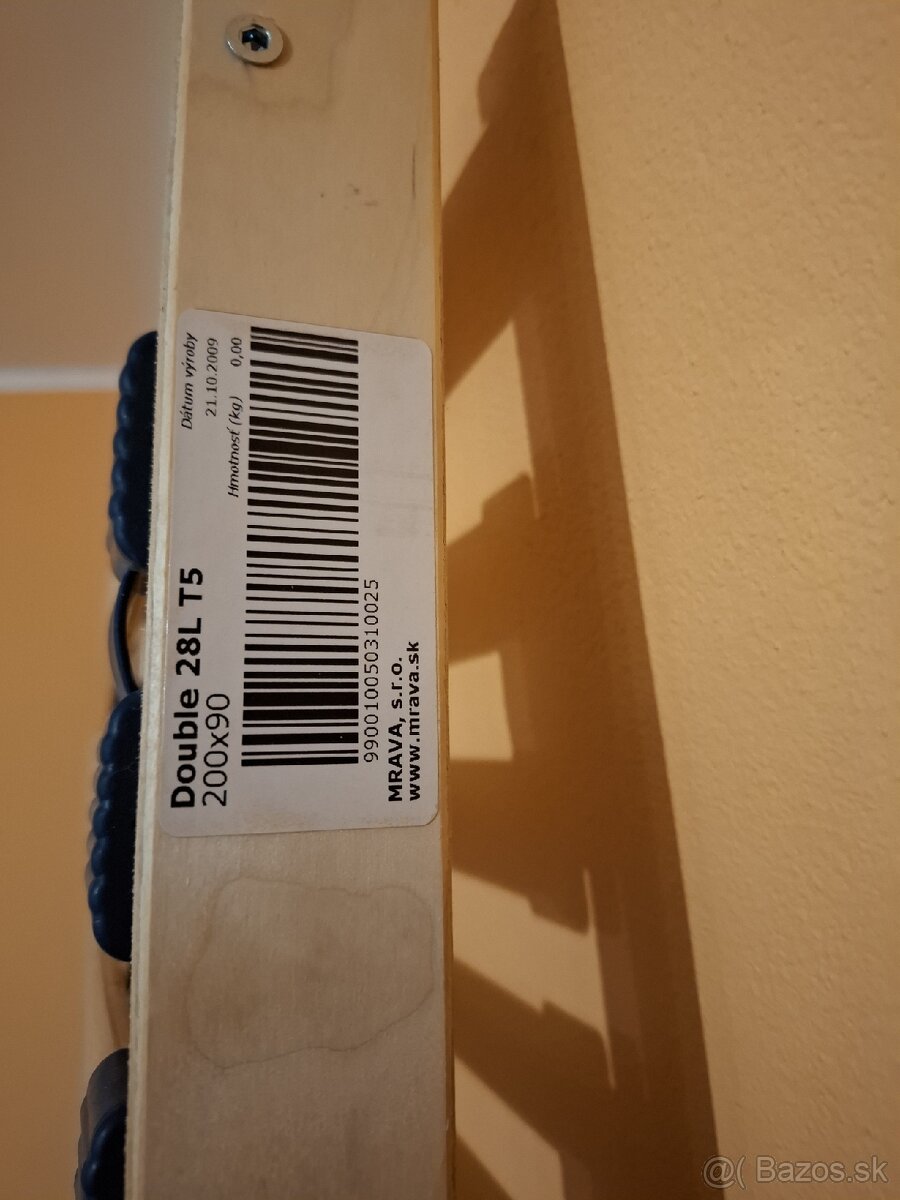 Double 28L T5
200x90
Dátum výroby
21.10.2009
Hmotnosť (kg) 0,00
990010050310025
MRAVA, s.r.o.
www.mrava.sk
@( Bazos.sk